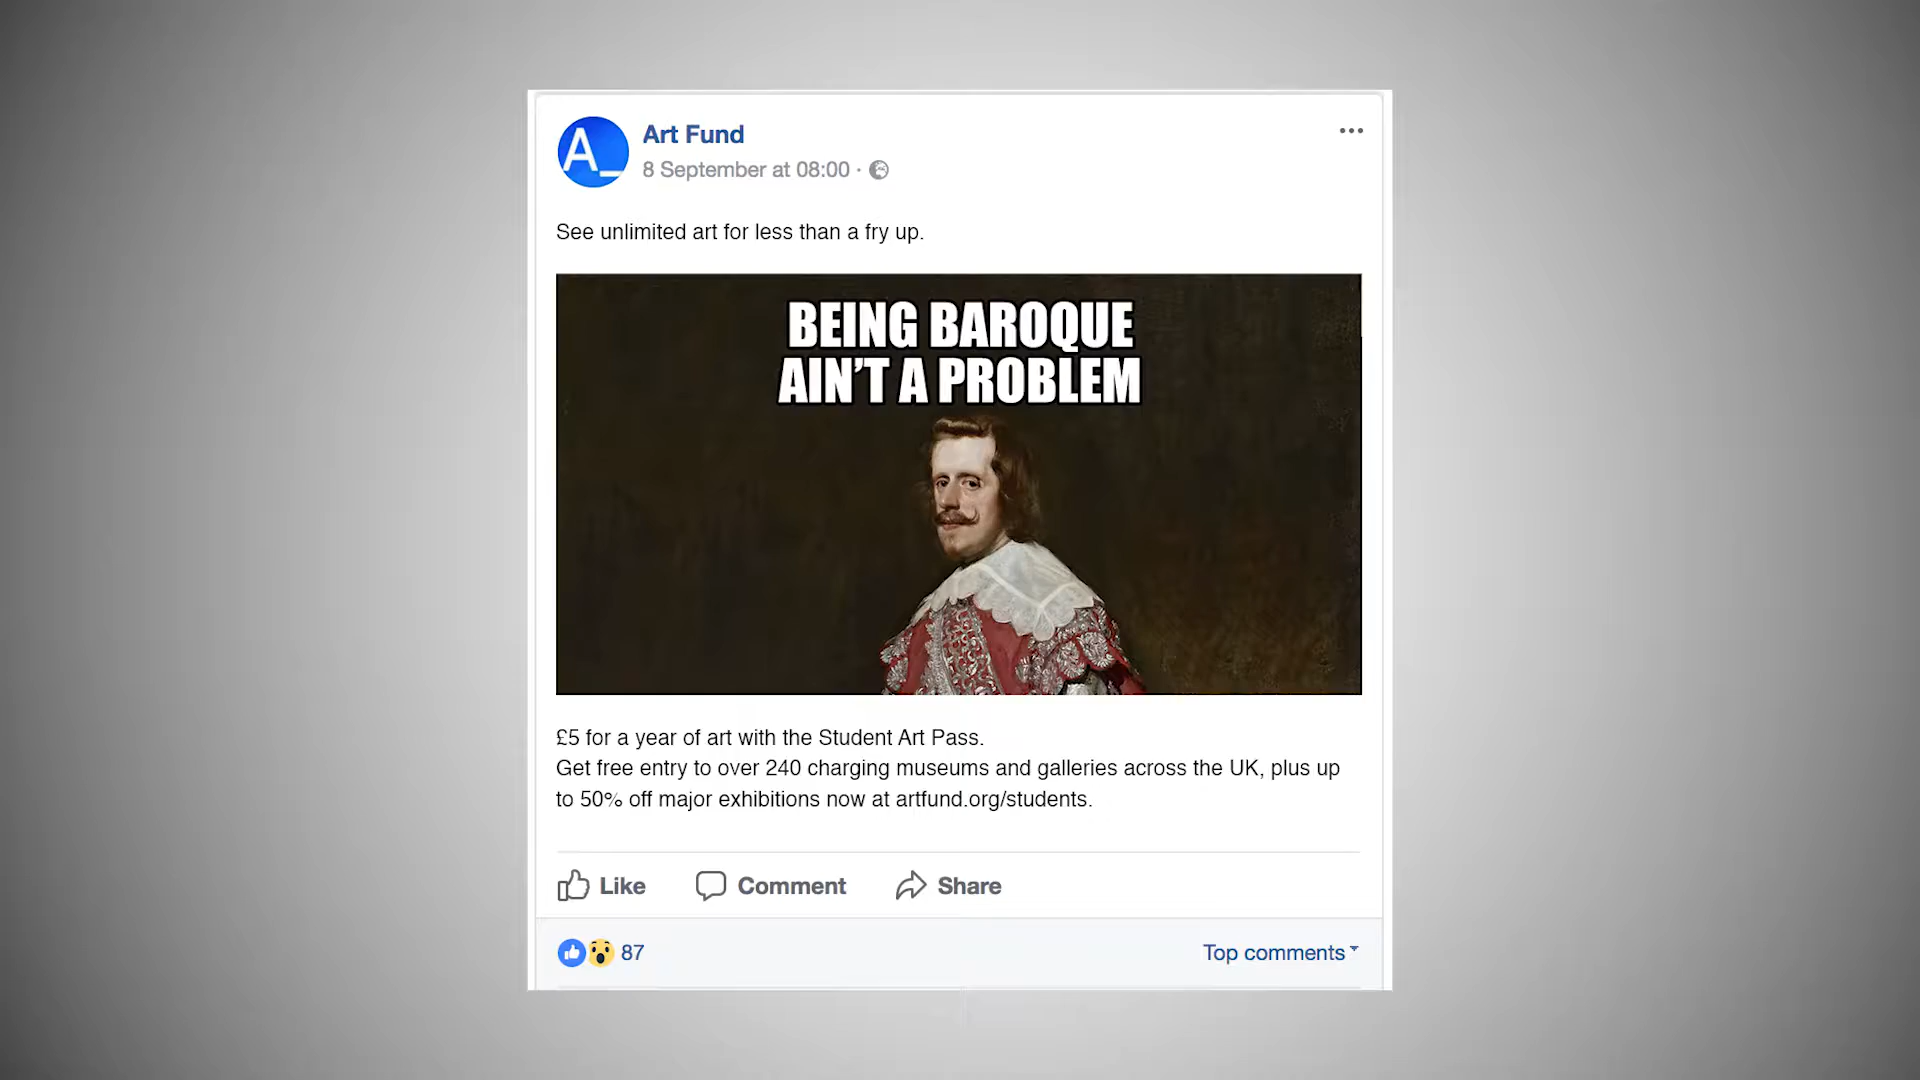 A_
Art Fund
8 September at 08:00 ·
See unlimited art for less than a fry up.
BEING BAROQUE
AIN'T A PROBLEM
£5 for a year of art with the Student Art Pass.
Get free entry to over 240 charging museums and galleries across the UK, plus up
to 50% off major exhibitions now at artfund.org/students.
Like Comment Share
87 Top comments